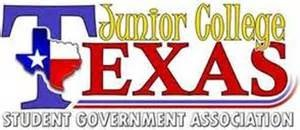 Junior College
TEXAS
STUDENT GOVERNMENT ASSOCIATION